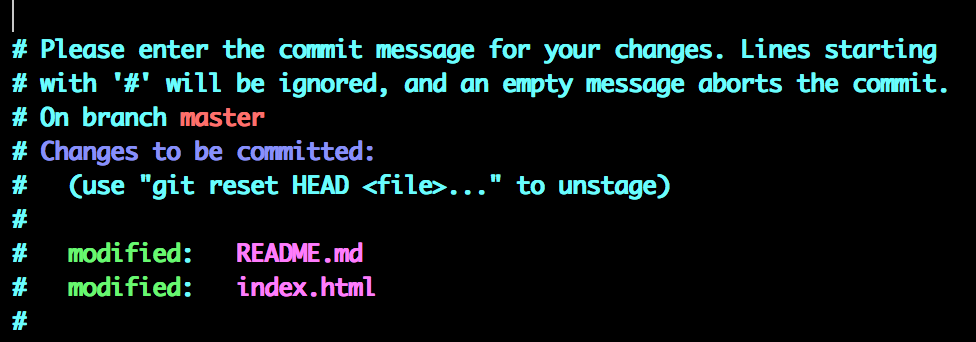 # Please enter the commit message for your changes. Lines starting
# with '#' will be ignored, and an empty message aborts the commit.
# On branch master
# Changes to be committed:
#   (use "git reset HEAD <file>..." to unstage)
#
#   modified:   README.md
#   modified:   index.html
#